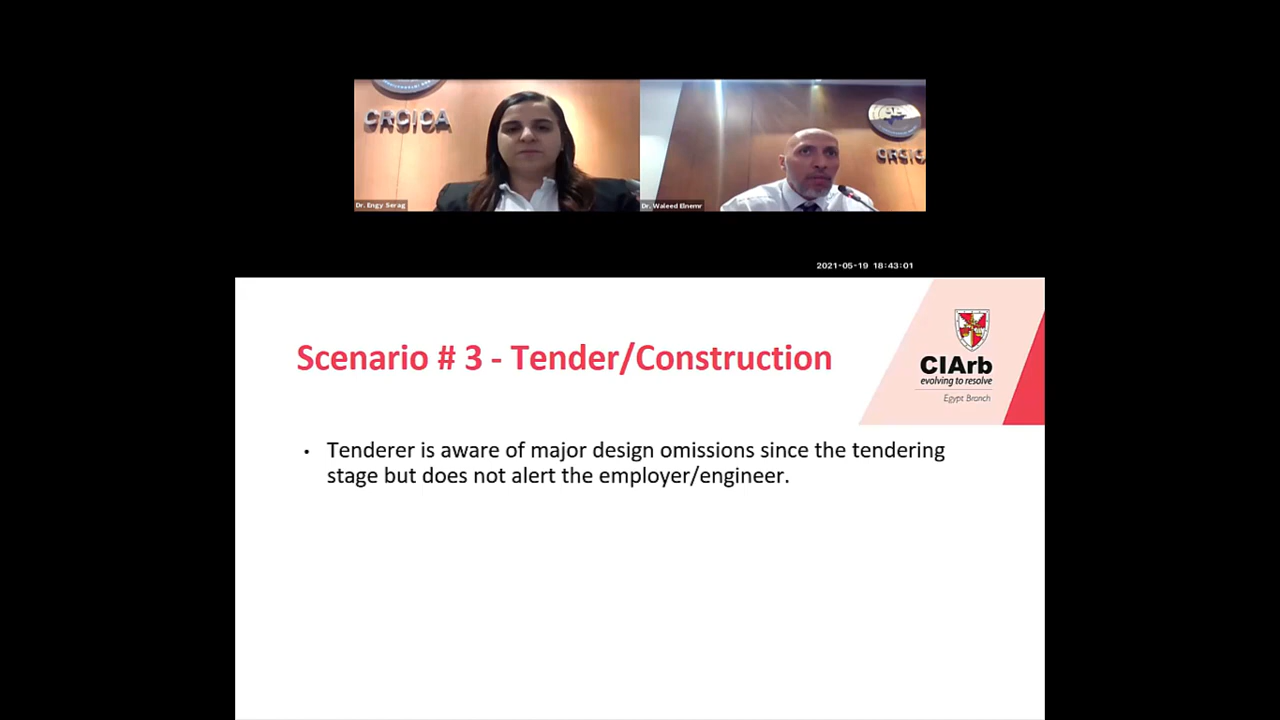 CRCICA
CRCICA
Dr. Engy Serag
Dr. Waleed Elnemr
2021-05-19 18:43:01
Scenario # 3 - Tender/Construction
CIArb
evolving to resolve
Egypt Branch
• Tenderer is aware of major design omissions since the tendering
stage but does not alert the employer/engineer.